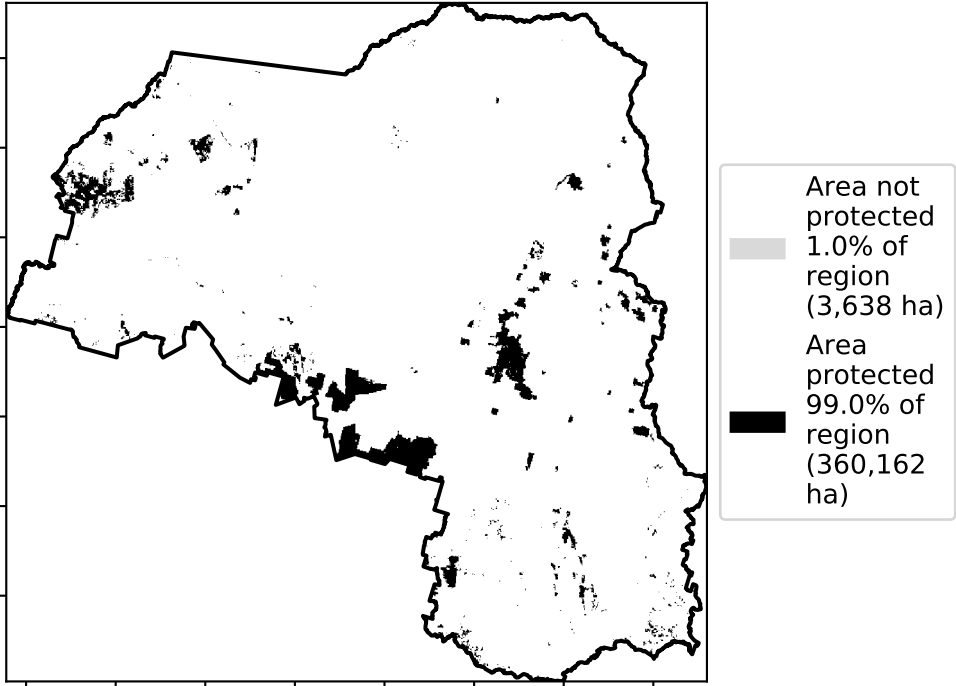 Area not
protected
1.0% of
region
(3,638 ha)
Area
protected
99.0% of
region
(360,162
ha)